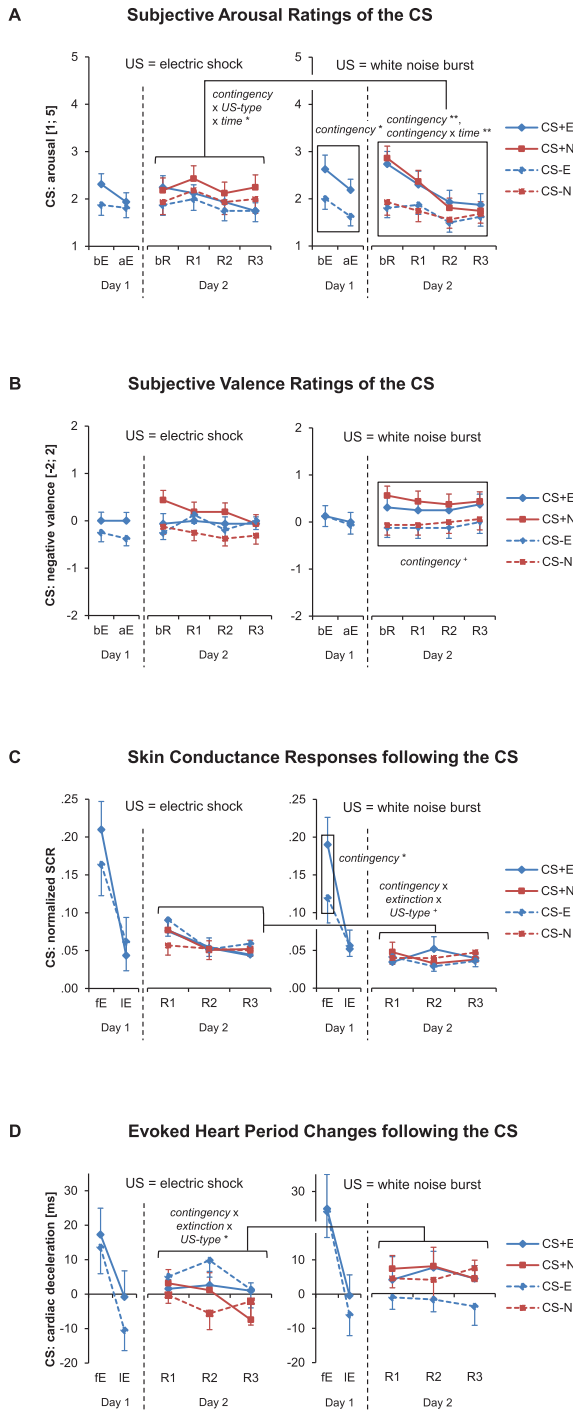 A Subjective Arousal Ratings of the CS
US = electric shock
US = white noise burst
CS: arousal [1; 5]
5
4
3
2
1
contingency
x US-type
x time *
5
4
3
2
1
contingency *
contingency **,
contingency x time **
CS+E
CS+N
CS-E
CS-N
bE aE bR R1 R2 R3
Day 1 Day 2
bE aE bR R1 R2 R3
Day 1 Day 2
B Subjective Valence Ratings of the CS
US = electric shock
US = white noise burst
CS: negative valence [-2; 2]
2
1
0
-1
-2
2
1
0
-1
-2
contingency +
CS+E
CS+N
CS-E
CS-N
bE aE bR R1 R2 R3
Day 1 Day 2
bE aE bR R1 R2 R3
Day 1 Day 2
C Skin Conductance Responses following the CS
US = electric shock
US = white noise burst
CS: normalized SCR
.25
.20
.15
.10
.05
.00
.25
.20
.15
.10
.05
.00
contingency *
contingency x
extinction x
US-type +
CS+E
CS+N
CS-E
CS-N
fE lE R1 R2 R3
Day 1 Day 2
fE lE R1 R2 R3
Day 1 Day 2
D Evoked Heart Period Changes following the CS
US = electric shock
US = white noise burst
CS: cardiac deceleration [ms]
30
20
10
0
-10
-20
contingency x
extinction x
US-type *
30
10
0
-10
-20
CS+E
CS+N
CS-E
CS-N
fE lE R1 R2 R3
Day 1 Day 2
fE lE R1 R2 R3
Day 1 Day 2